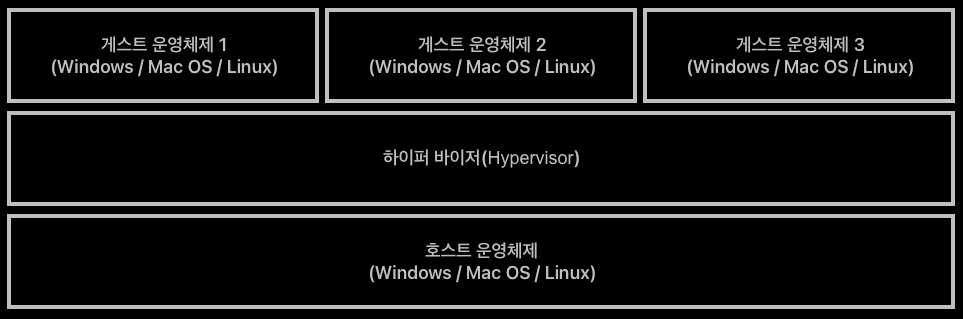 게스트 운영체제 1
(Windows / Mac OS / Linux)
게스트 운영체제 2
(Windows / Mac OS / Linux)
게스트 운영체제 3
(Windows / Mac OS / Linux)
하이퍼 바이저(Hypervisor)
호스트 운영체제
(Windows / Mac OS / Linux)